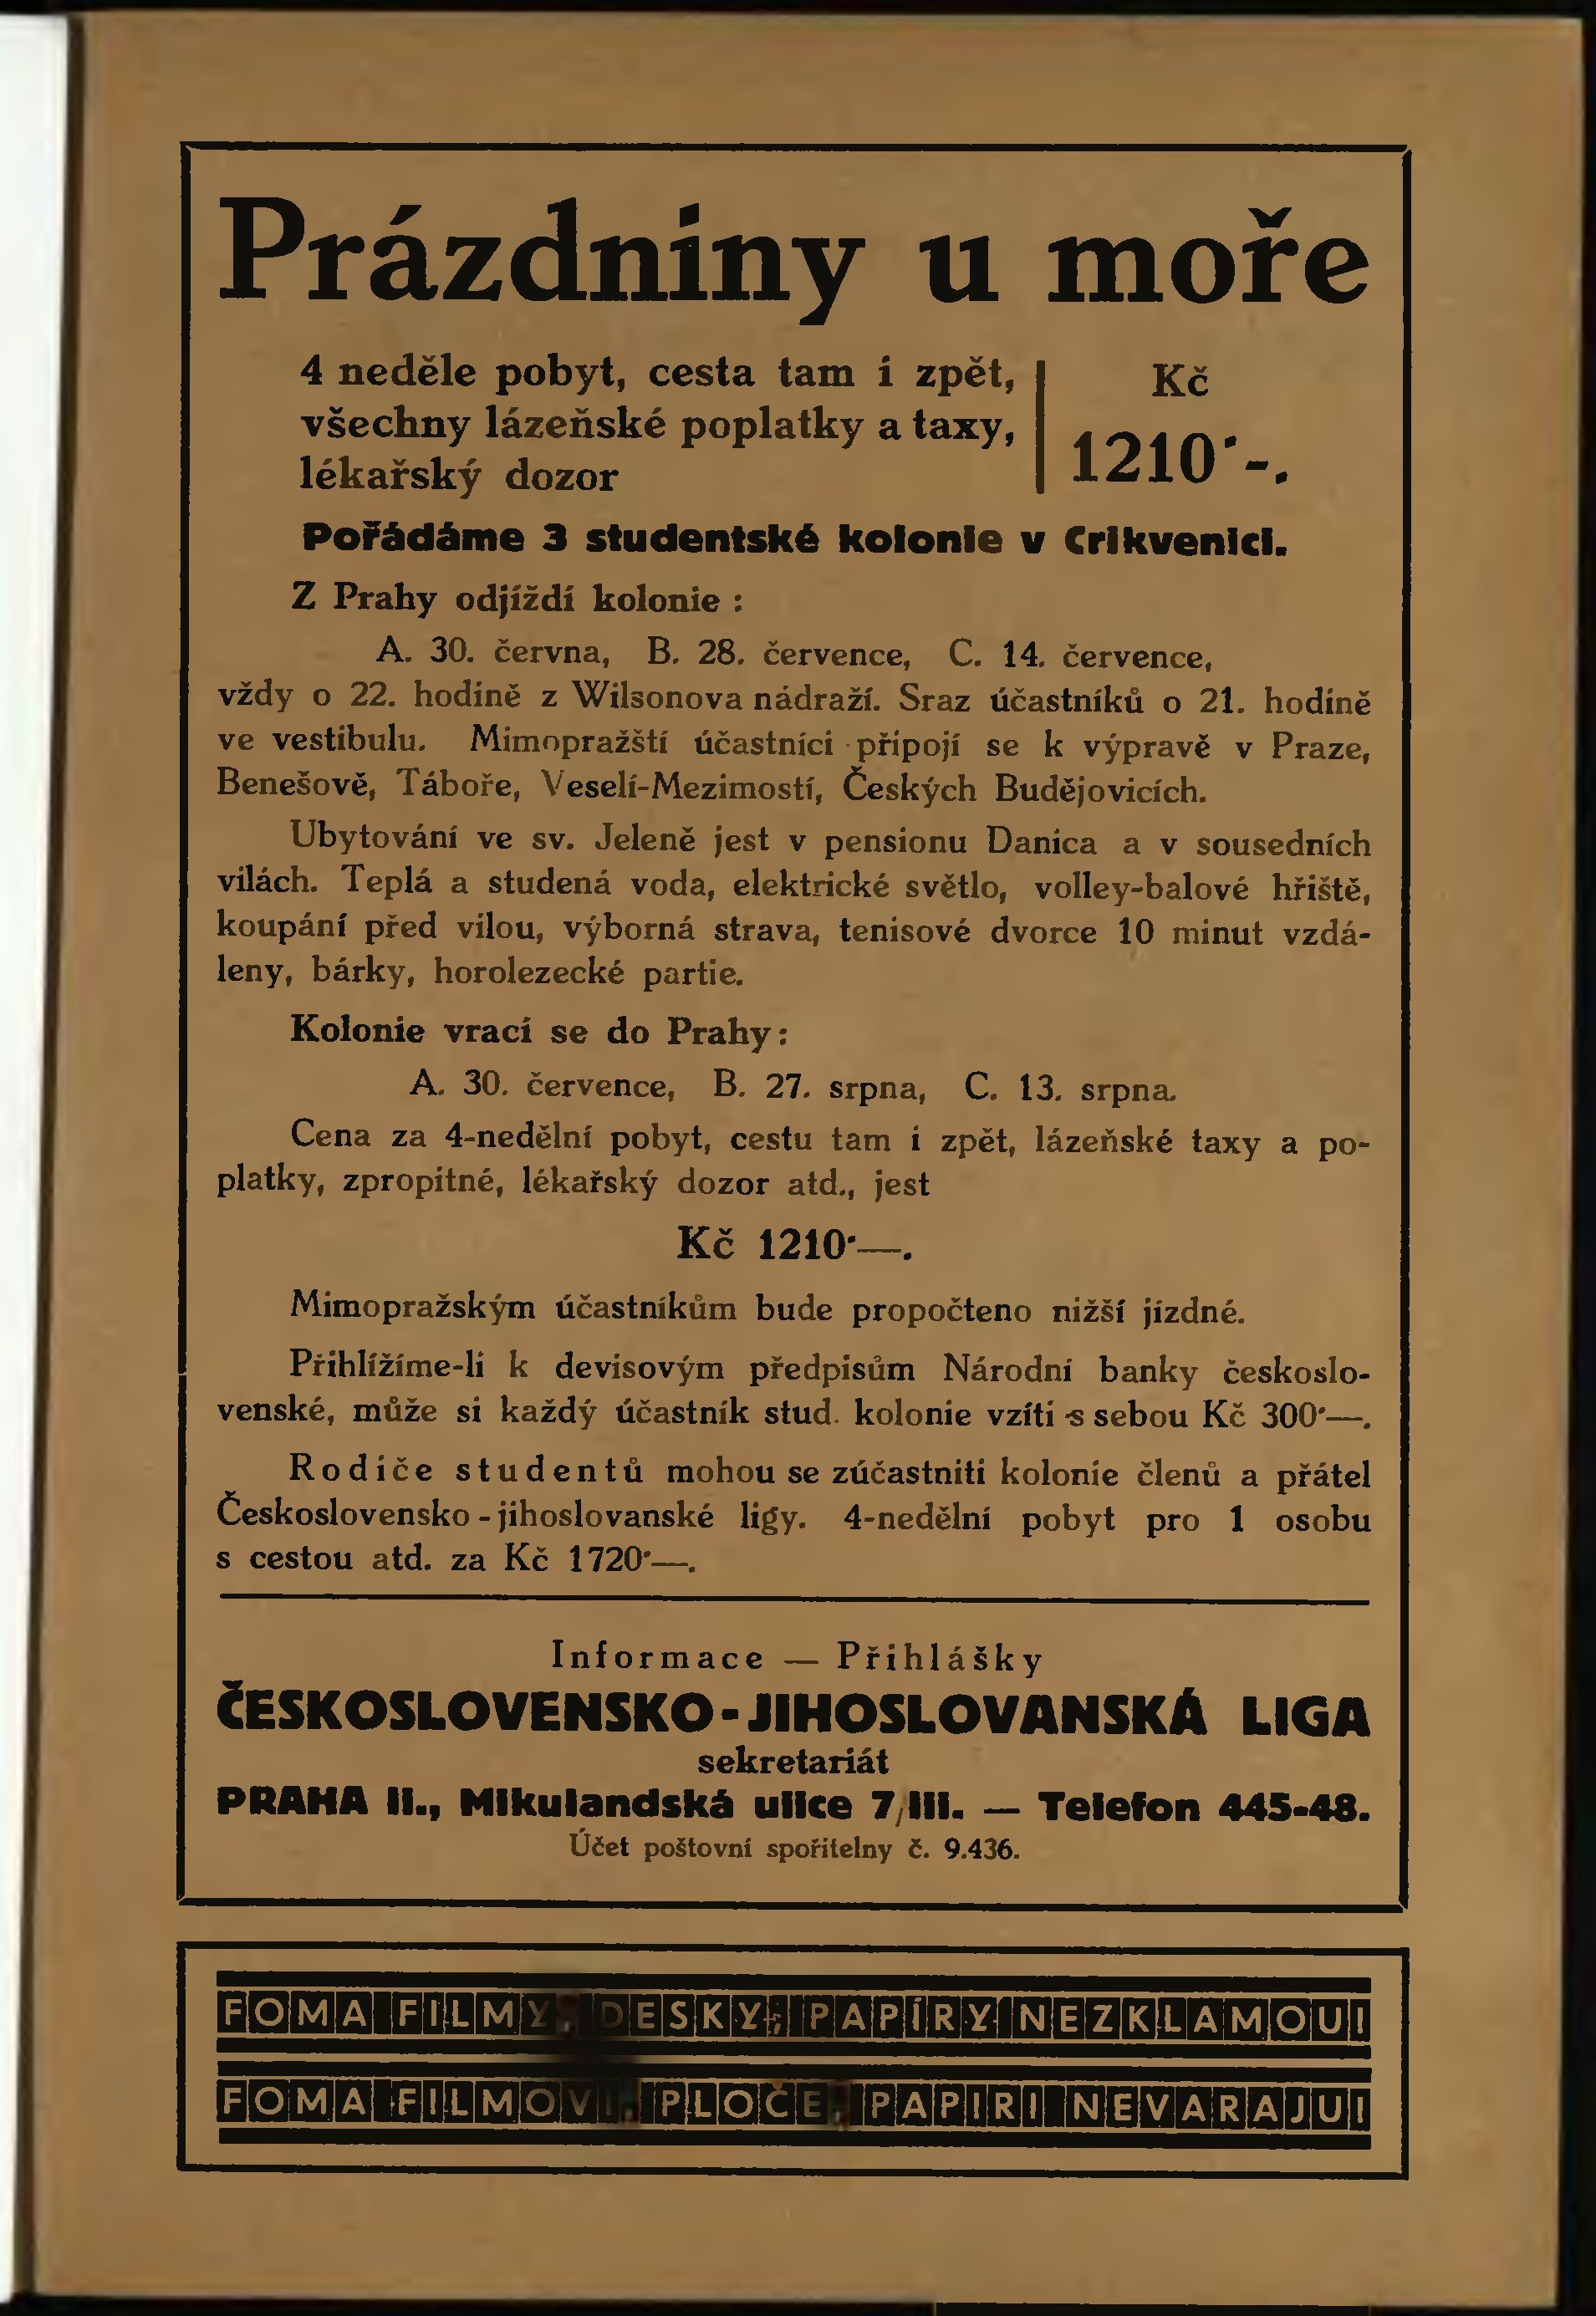 Prázdniny u moře
4 neděle pobyt, cesta tam i zpět,
všechny lázeňské poplatky a taxy,
lékařský dozor
Kč
1210·-.
Pořádáme 3 studentské kolonie v Crikvenici.
Z Prahy odjíždí kolonie :
A. 30. června, B. 28. července, C. 14. července,
vždy o 22. hodině z Wilsonova nádraží. Sraz účastníků o 21. hodině
ve vestibulu. Mimopražští účastníci připojí se k výpravě v Praze,
Benešově, Táboře, Veselí-Mezimostí, Českých Budějovicích.
Ubytování ve sv. Jeleně jest v pensionu Danica a v sousedních
vilách. Teplá a studená voda, elektrické světlo, volley-balové hřiště,
koupání před vilou, výborná strava, tenisové dvorce 10 minut vzdá-
leny, bárky, horolezecké partie.
Kolonie vrací se do Prahy:
A. 30. července, B. 27. srpna, C. 13. srpna.
Cena za 4-nedělní pobyt, cestu tam i zpět, lázeňské taxy a po-
platky, zpropitné, lékařský dozor atd., jest
Kč 1210·—.
Mimopražským účastníkům bude propočteno nižší jízdné.
Přihlížíme-li k devisovým předpisům Národní banky českoslo-
venské, může si každý účastník stud. kolonie vzíti s sebou Kč 300·—.
Rodiče studentů mohou se zúčastniti kolonie členů a přátel
Československo-jihoslovanské ligy. 4-nedělní pobyt pro 1 osobu
s cestou atd. za Kč 1720·—.
Informace — Přihlášky
ČESKOSLOVENSKO-JIHOSLOVANSKÁ LIGA
sekretariát
PRAHA II., Mikulandská ulice 7/III. — Telefon 445-48.
Účet poštovní spořitelny č. 9.436.
FOMA FILMY, DESKY, PAPÍRY NEZKLAMOU!
FOMA FILMOVI, PLOČE, PAPIRI NEVARAJU!